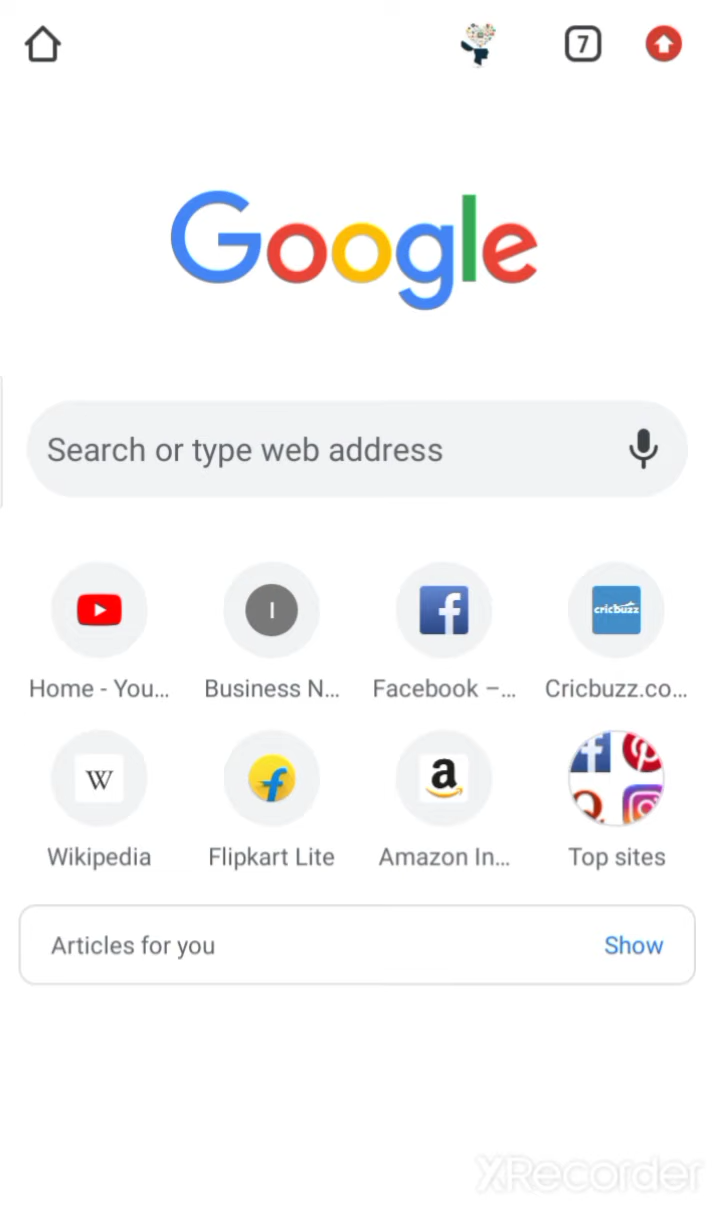 7
Google
Search or type web address
I
cricbuzz
Home - You...
Business N...
Facebook –...
Cricbuzz.co...
W
a
Wikipedia
Flipkart Lite
Amazon In...
Top sites
Articles for you
Show
XRecorder